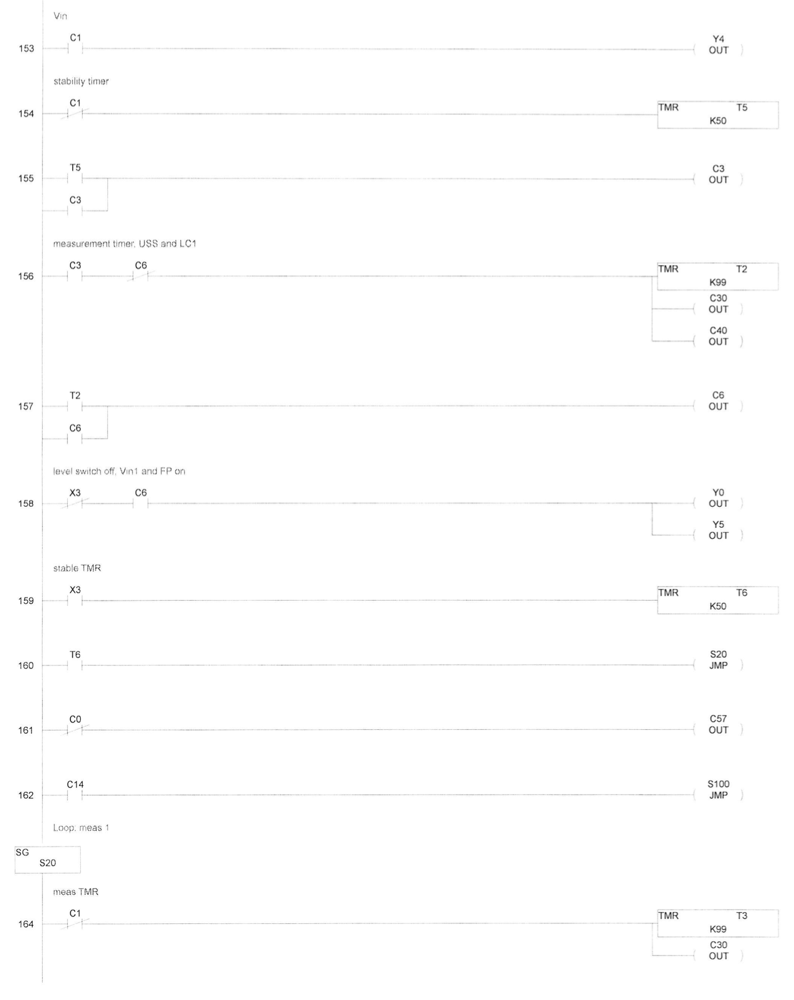 Vin
C1
Y4
153
OUT
stability timer
C1
154
TMR T5
K50
T5
C3
155
OUT
C3
measurement timer, USS and LC1
C3 C6
156
TMR T2
K99
C30
OUT
C40
OUT
T2
C6
157
OUT
C6
level switch off, Vin1 and FP on
X3 C6
Y0
158
OUT
Y5
OUT
stable TMR
X3
159
TMR T6
K50
T6
S20
160
JMP
C0
C57
161
OUT
C14
S100
162
JMP
Loop: meas 1
SG
S20
meas TMR
C1
164
TMR T3
K99
C30
OUT